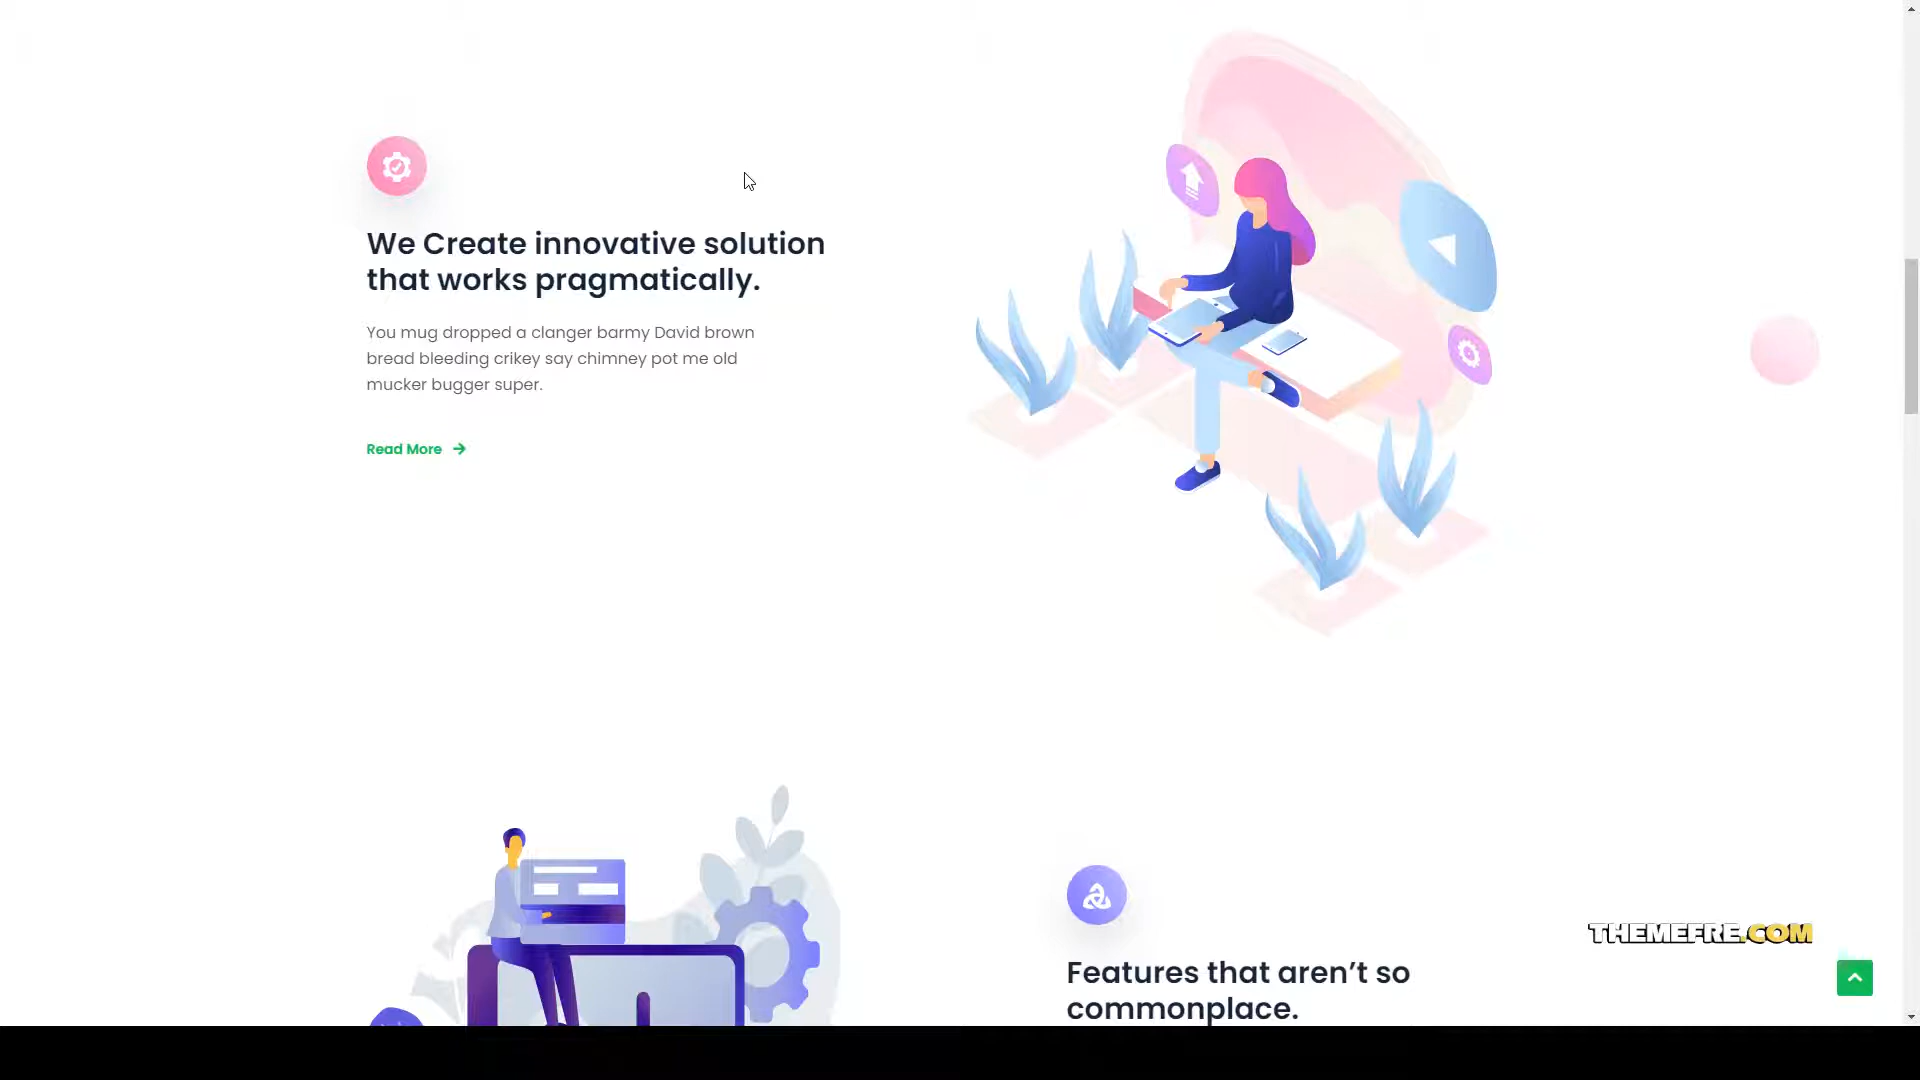 We Create innovative solution
that works pragmatically.
You mug dropped a clanger barmy David brown
bread bleeding crikey say chimney pot me old
mucker bugger super.
Read More
THEMEFRE.COM
Features that aren’t so
commonplace.